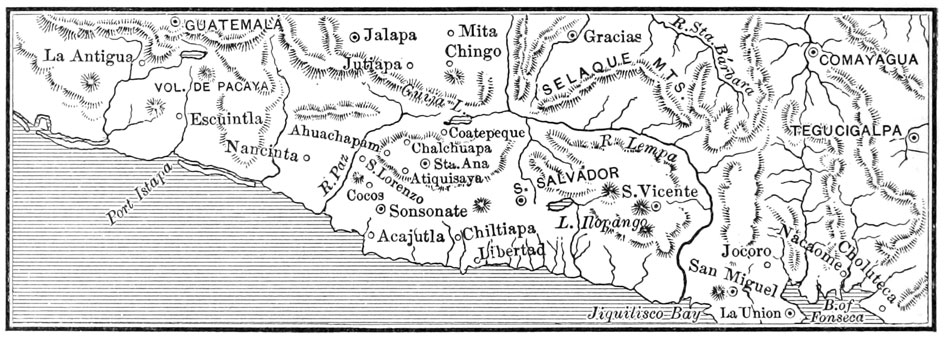 GUATEMALA
La Antigua
VOL. DE PACAYA
Escuintla
Nancinta
Port Istapa
Jalapa
Mita
Chingo
Jutiapa
Guija L.
Gracias
SELAQUE MTS.
R. Sta. Bárbara
COMAYAGUA
TEGUCIGALPA
Ahuachapam
Coatepeque
Chalchuapa
Sta. Ana
Atiquisaya
R. Paz
S. Lorenzo
Cocos
Sonsonate
Acajutla
Chiltiapa
Libertad
S. SALVADOR
R. Lempa
S. Vicente
L. Ilopango
Jocoro
Nacaome
Choluteca
San Miguel
Jiquilisco Bay
La Union
B. of
Fonseca